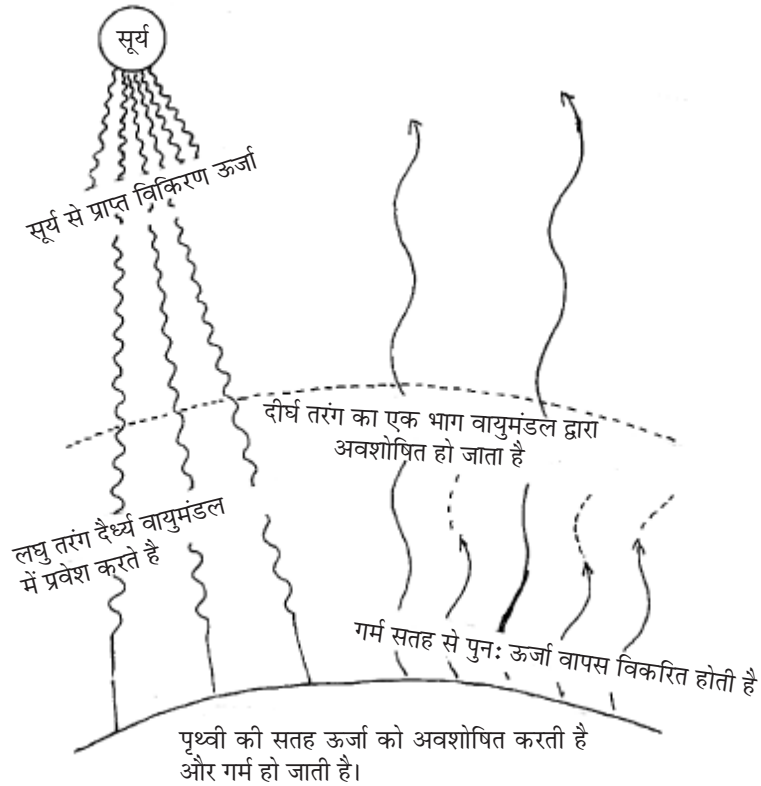 सूर्य
सूर्य से प्राप्त विकिरण ऊर्जा
दीर्घ तरंग का एक भाग वायुमंडल द्वारा
अवशोषित हो जाता है
लघु तरंग दैर्ध्य वायुमंडल
में प्रवेश करते है
गर्म सतह से पुनः ऊर्जा वापस विकरित होती है
पृथ्वी की सतह ऊर्जा को अवशोषित करती है
और गर्म हो जाती है।